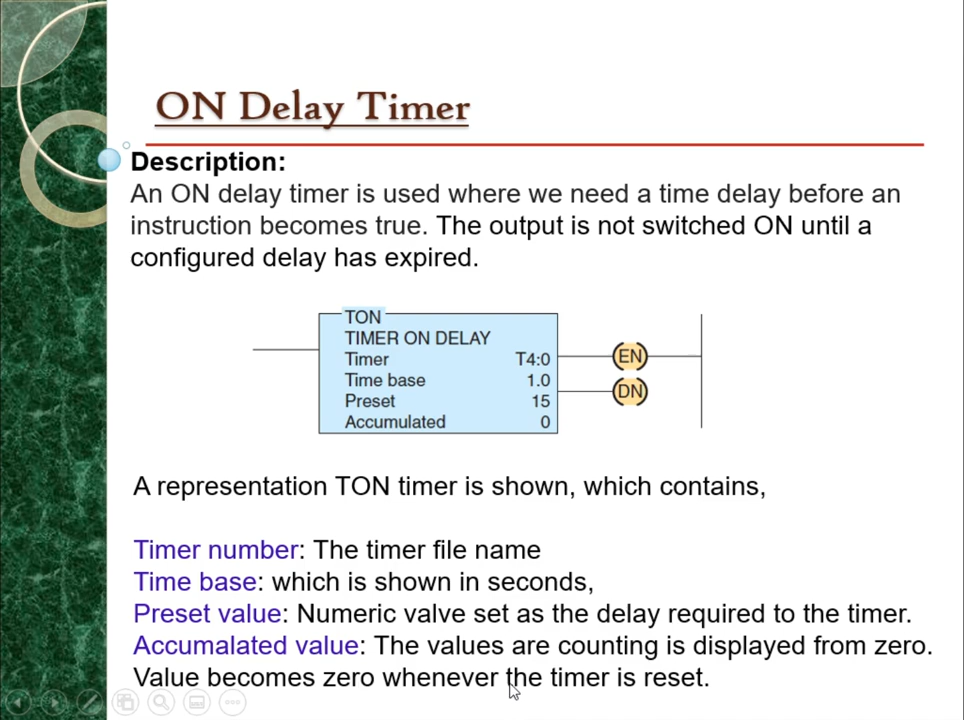 ON Delay Timer
Description:
An ON delay timer is used where we need a time delay before an
instruction becomes true. The output is not switched ON until a
configured delay has expired.
TON
TIMER ON DELAY
Timer T4:0
Time base 1.0
Preset 15
Accumulated 0
EN
DN
A representation TON timer is shown, which contains,
Timer number: The timer file name
Time base: which is shown in seconds,
Preset value: Numeric valve set as the delay required to the timer.
Accumalated value: The values are counting is displayed from zero.
Value becomes zero whenever the timer is reset.